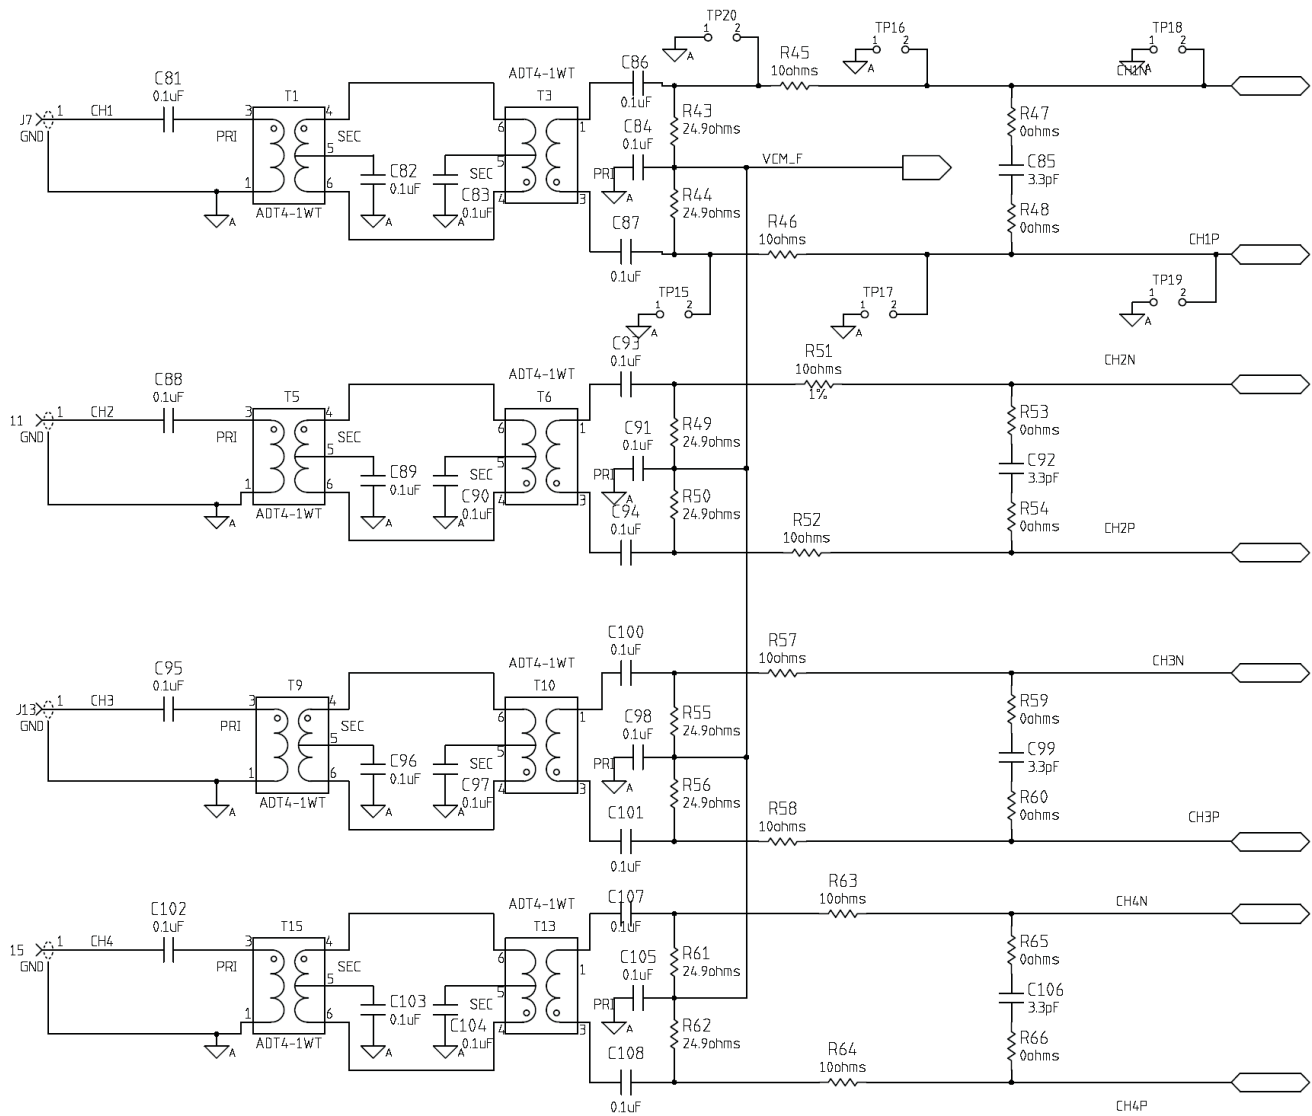 TP20
1 2
A
TP16
1 2
A
TP18
1 2
A
C81
0.1uF
ADT4-1WT
C86
0.1uF
R45
10ohms
CH1N
J7
1
CH1
GND
3
T1
4
PRI
SEC
5
1
6
ADT4-1WT
A
C82
0.1uF
A
C83
0.1uF
A
T3
6
1
5
SEC
PRI
4
3
C84
0.1uF
A
R43
24.9ohms
VCM_F
R44
24.9ohms
R47
0ohms
C85
3.3pF
R48
0ohms
C87
0.1uF
R46
10ohms
CH1P
TP15
1 2
A
TP17
1 2
A
TP19
1 2
A
C88
0.1uF
ADT4-1WT
C93
0.1uF
R51
10ohms
1%
CH2N
11
1
CH2
GND
3
T5
4
PRI
SEC
5
1
6
ADT4-1WT
A
C89
0.1uF
A
C90
0.1uF
A
T6
6
1
5
SEC
PRI
4
3
C91
0.1uF
A
R49
24.9ohms
R50
24.9ohms
R53
0ohms
C92
3.3pF
R54
0ohms
C94
0.1uF
R52
10ohms
CH2P
C95
0.1uF
ADT4-1WT
C100
0.1uF
R57
10ohms
CH3N
J13
1
CH3
GND
3
T9
4
PRI
SEC
5
1
6
ADT4-1WT
A
C96
0.1uF
A
C97
0.1uF
A
T10
6
1
5
SEC
PRI
4
3
C98
0.1uF
A
R55
24.9ohms
R56
24.9ohms
R59
0ohms
C99
3.3pF
R60
0ohms
C101
0.1uF
R58
10ohms
CH3P
C102
0.1uF
ADT4-1WT
C107
0.1uF
R63
10ohms
CH4N
15
1
CH4
GND
3
T15
4
PRI
SEC
5
1
6
ADT4-1WT
A
C103
0.1uF
A
C104
0.1uF
A
T13
6
1
5
SEC
PRI
4
3
C105
0.1uF
A
R61
24.9ohms
R62
24.9ohms
R65
0ohms
C106
3.3pF
R66
0ohms
C108
0.1uF
R64
10ohms
CH4P